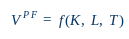 V^{PF} = f(K, L, T)